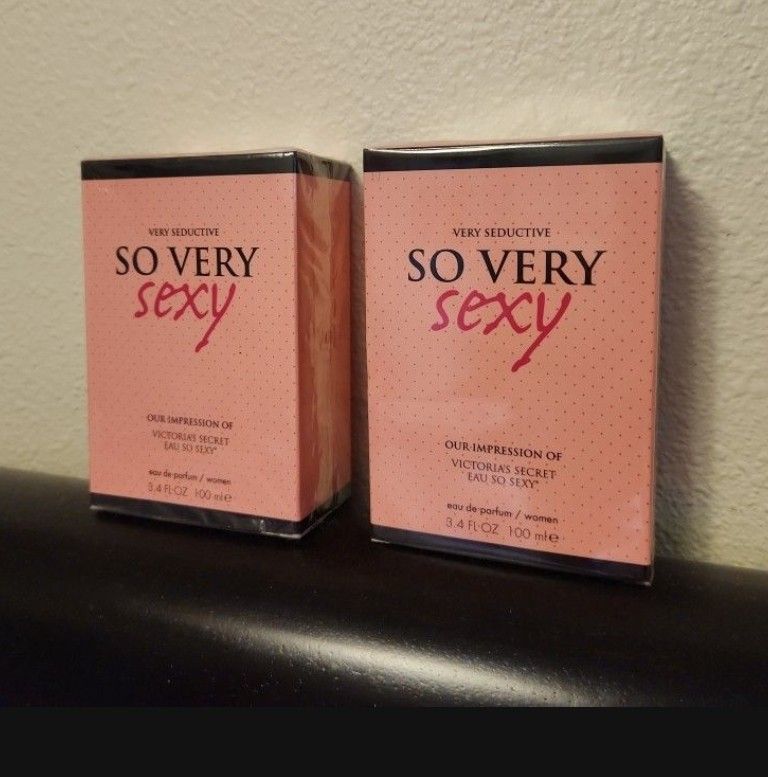 VERY SEDUCTIVE
SO VERY
sexy
OUR IMPRESSION OF
VICTORIA'S SECRET
EAU SO SEXY*
eau de parfum / women
3.4 FL OZ 100 ml e
VERY SEDUCTIVE
SO VERY
sexy
OUR IMPRESSION OF
VICTORIA'S SECRET
EAU SO SEXY*
eau de parfum / women
3.4 FL OZ 100 ml e